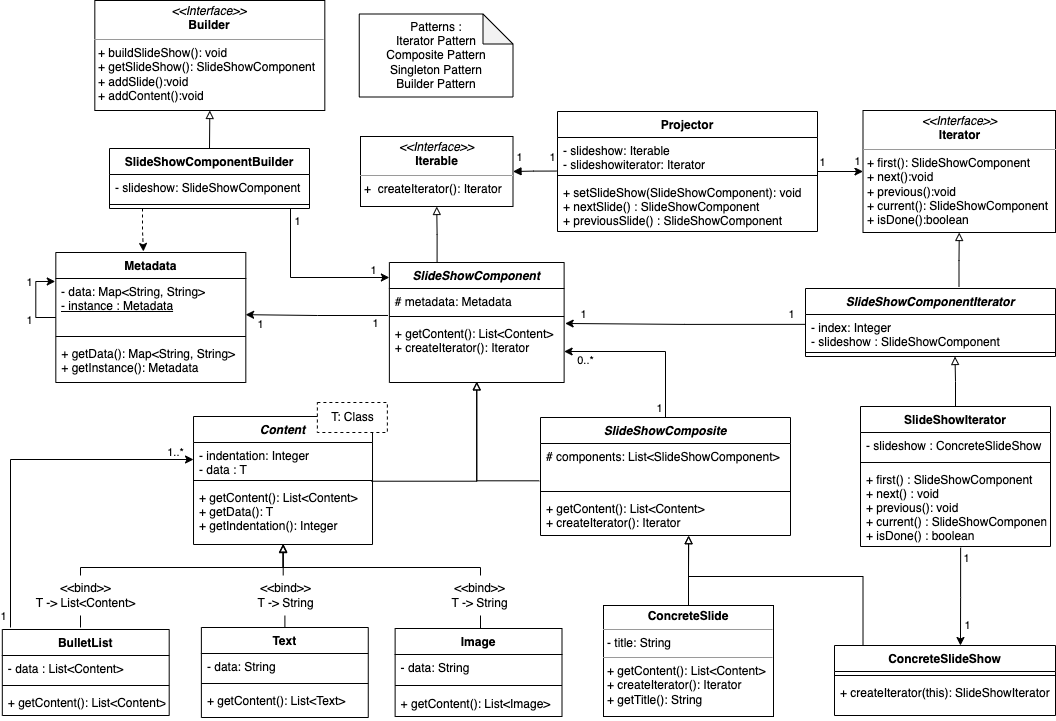 <<Interface>>
Builder
+ buildSlideShow(): void
+ getSlideShow(): SlideShowComponent
+ addSlide():void
+ addContent():void
Patterns :
Iterator Pattern
Composite Pattern
Singleton Pattern
Builder Pattern
SlideShowComponentBuilder
- slideshow: SlideShowComponent
1
1
<<Interface>>
Iterable
+ createIterator(): Iterator
1
1
Projector
- slideshow: Iterable
- slideshowiterator: Iterator
+ setSlideShow(SlideShowComponent): void
+ nextSlide() : SlideShowComponent
+ previousSlide() : SlideShowComponent
1
1
<<Interface>>
Iterator
+ first(): SlideShowComponent
+ next():void
+ previous():void
+ current(): SlideShowComponent
+ isDone():boolean
Metadata
- data: Map<String, String>
- instance : Metadata
+ getData(): Map<String, String>
+ getInstance(): Metadata
1
1
1
1
SlideShowComponent
# metadata: Metadata
+ getContent(): List<Content>
+ createIterator(): Iterator
1
1
0..*
1
SlideShowComponentIterator
- index: Integer
- slideshow : SlideShowComponent
T: Class
Content
- indentation: Integer
- data : T
+ getContent(): List<Content>
+ getData(): T
+ getIndentation(): Integer
1..*
1
SlideShowComposite
# components: List<SlideShowComponent>
+ getContent(): List<Content>
+ createIterator(): Iterator
SlideShowIterator
- slideshow : ConcreteSlideShow
+ first() : SlideShowComponent
+ next() : void
+ previous(): void
+ current() : SlideShowComponen
+ isDone() : boolean
1
1
<<bind>>
T -> List<Content>
<<bind>>
T -> String
<<bind>>
T -> String
BulletList
- data : List<Content>
+ getContent(): List<Content>
Text
- data: String
+ getContent(): List<Text>
Image
- data: String
+ getContent(): List<Image>
ConcreteSlide
- title: String
+ getContent(): List<Content>
+ createIterator(): Iterator
+ getTitle(): String
ConcreteSlideShow
+ createIterator(this): SlideShowIterator